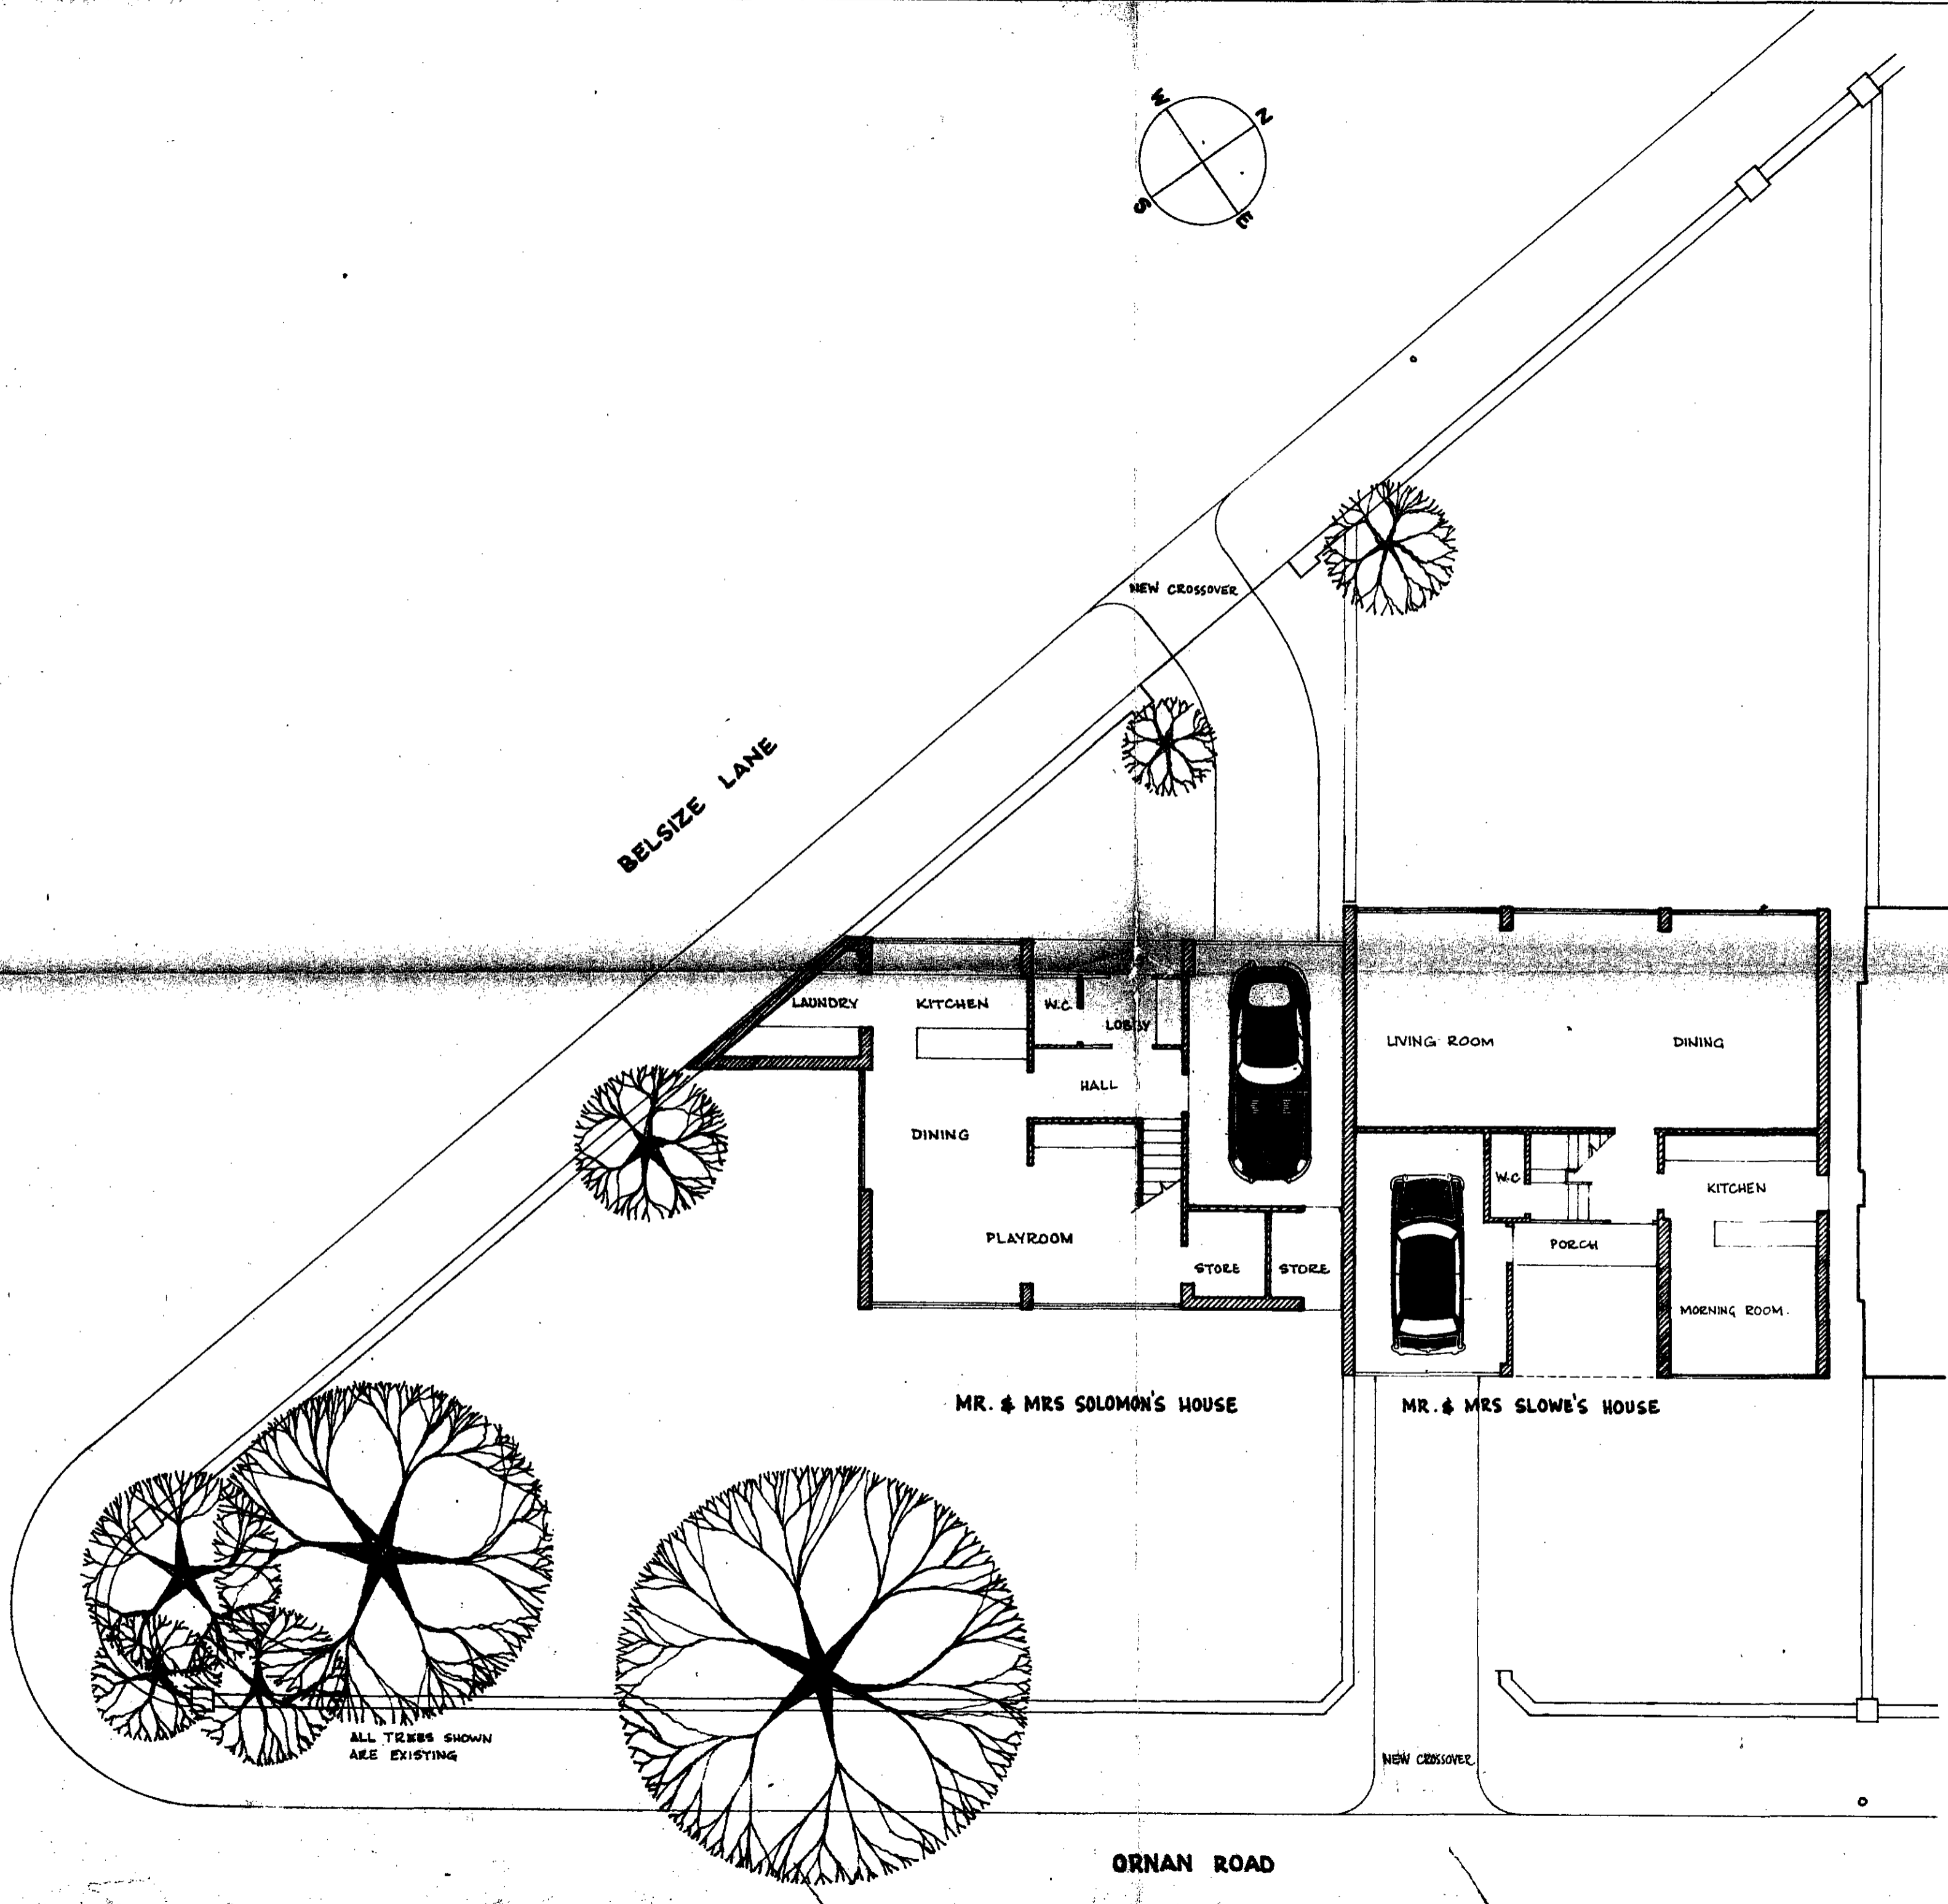 W
N
S
E
NEW CROSSOVER
BELSIZE LANE
LAUNDRY
KITCHEN
W.C.
LOBBY
HALL
DINING
PLAYROOM
STORE
STORE
LIVING ROOM
DINING
W.C
KITCHEN
PORCH
MORNING ROOM.
MR. & MRS SOLOMON'S HOUSE
MR. & MRS SLOWE'S HOUSE
ALL TREES SHOWN
ARE EXISTING
NEW CROSSOVER
ORNAN ROAD